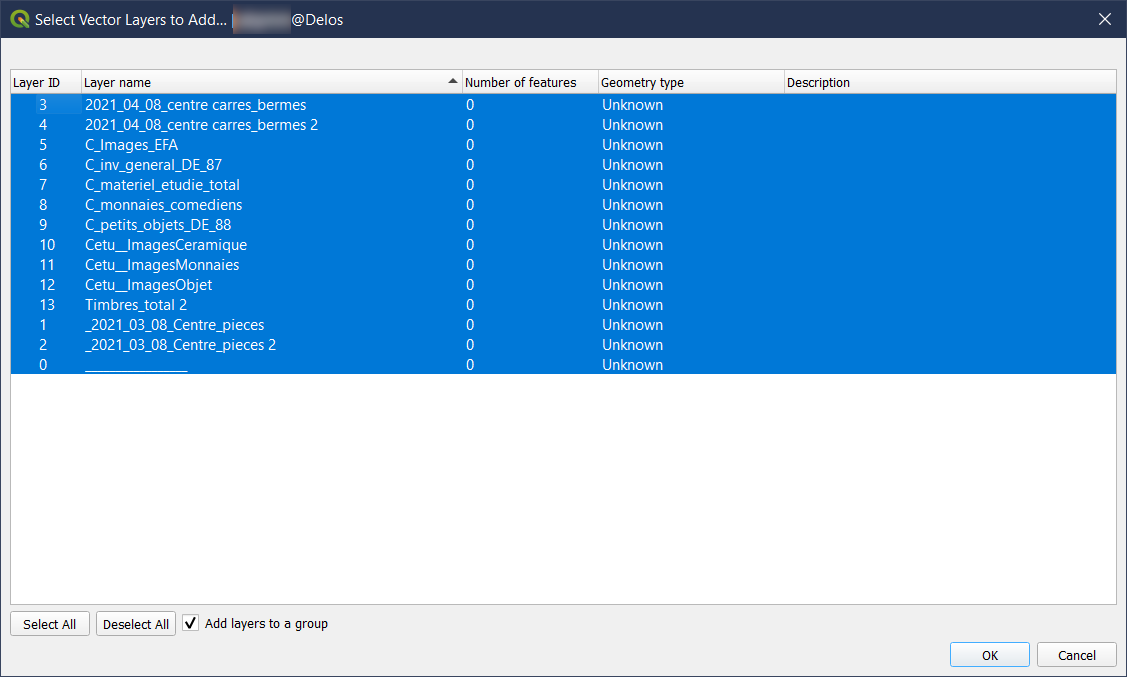 Select Vector Layers to Add... @Delos
Layer ID Layer name Number of features Geometry type Description
3 2021_04_08_centre carres_bermes 0 Unknown
4 2021_04_08_centre carres_bermes 2 0 Unknown
5 C_Images_EFA 0 Unknown
6 C_inv_general_DE_87 0 Unknown
7 C_materiel_etudie_total 0 Unknown
8 C_monnaies_comediens 0 Unknown
9 C_petits_objets_DE_88 0 Unknown
10 Cetu__ImagesCeramique 0 Unknown
11 Cetu__ImagesMonnaies 0 Unknown
12 Cetu__ImagesObjet 0 Unknown
13 Timbres_total 2 0 Unknown
1 _2021_03_08_Centre_pieces 0 Unknown
2 _2021_03_08_Centre_pieces 2 0 Unknown
0 _______________ 0 Unknown
Select All Deselect All Add layers to a group
OK Cancel